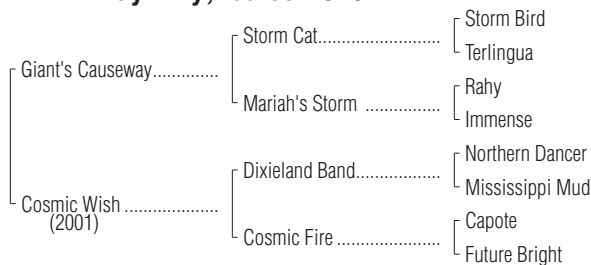 Storm Bird
Storm Cat........................
Terlingua
Giant's Causeway.............
Rahy
Mariah's Storm ...............
Immense
Northern Dancer
Dixieland Band.................
Mississippi Mud
Cosmic Wish ...................
(2001)
Capote
Cosmic Fire .....................
Future Bright